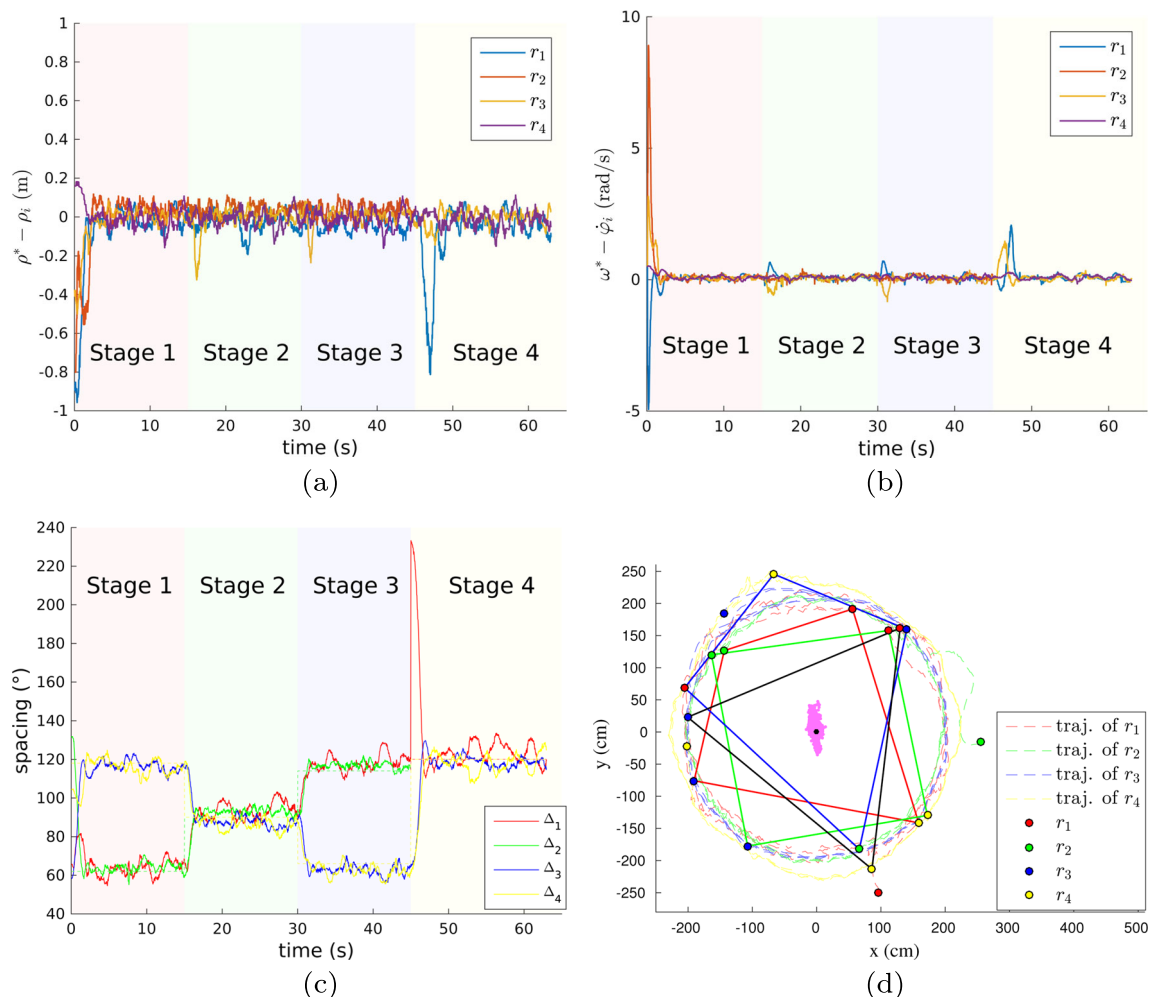 1
0.8
0.6
0.4
0.2
0
-0.2
-0.4
-0.6
-0.8
-1
ρ* − ρᵢ (m)
r₁
r₂
r₃
r₄
Stage 1 Stage 2 Stage 3 Stage 4
0 10 20 30 40 50 60
time (s)
(a)
10
5
0
-5
ω* − φ̇ᵢ (rad/s)
r₁
r₂
r₃
r₄
Stage 1 Stage 2 Stage 3 Stage 4
0 10 20 30 40 50 60
time (s)
(b)
240
220
200
180
160
140
120
100
80
60
40
spacing (°)
Stage 1 Stage 2 Stage 3 Stage 4
Δ₁
Δ₂
Δ₃
Δ₄
0 10 20 30 40 50 60
time (s)
(c)
250
200
150
100
50
0
-50
-100
-150
-200
-250
y (cm)
traj. of r₁
traj. of r₂
traj. of r₃
traj. of r₄
r₁
r₂
r₃
r₄
-200 -100 0 100 200 300 400 500
x (cm)
(d)